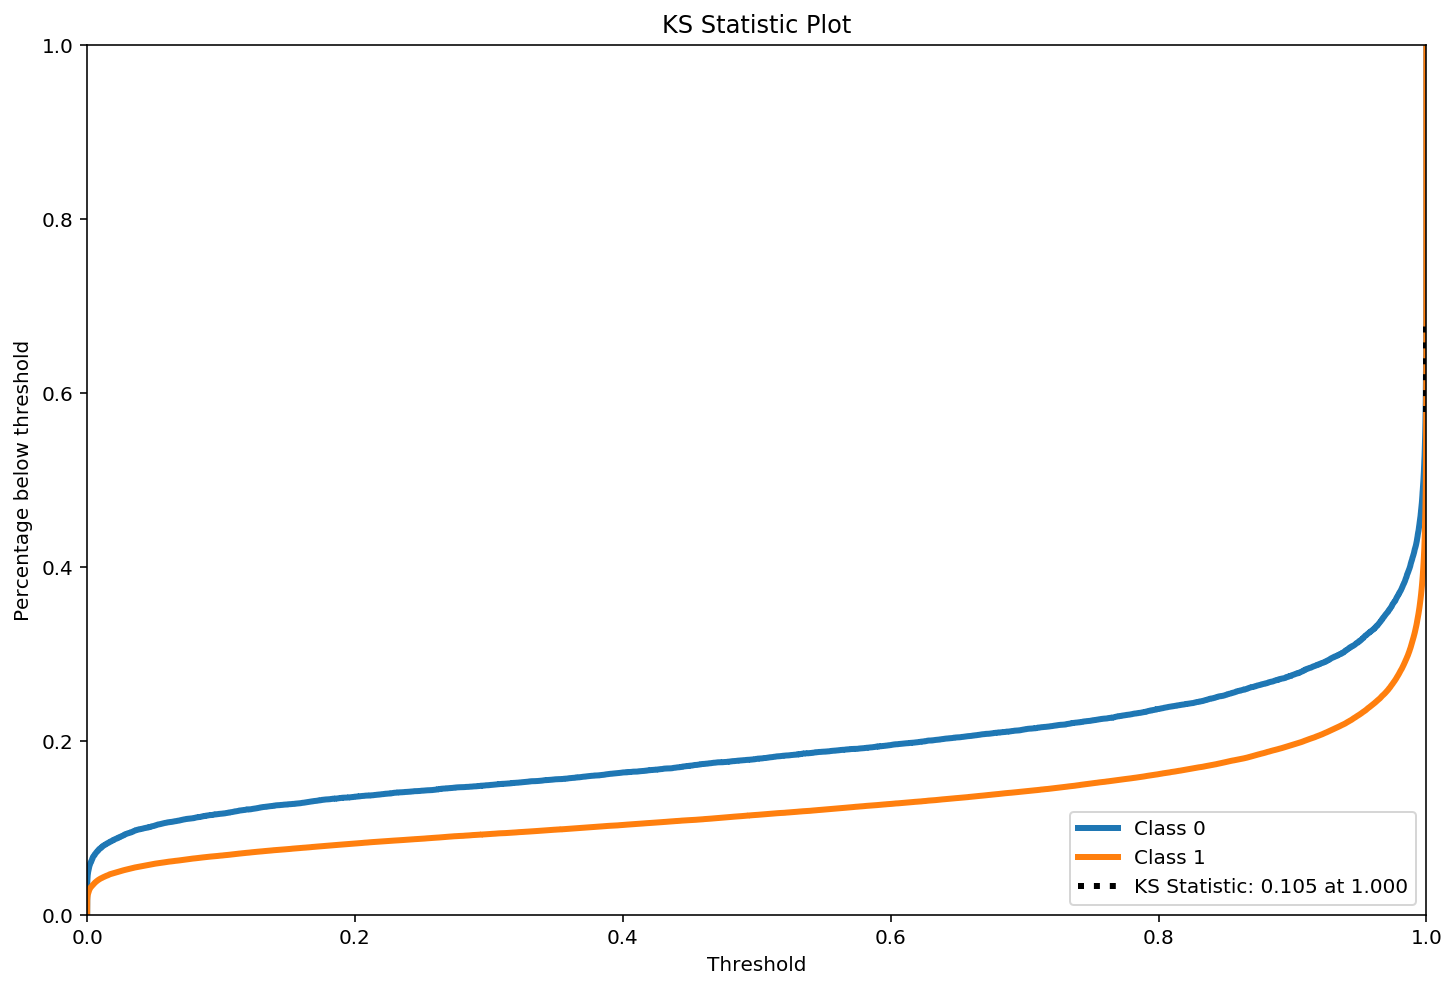 KS Statistic Plot
1.0
0.8
0.6
0.4
0.2
0.0
Percentage below threshold
Class 0
Class 1
KS Statistic: 0.105 at 1.000
0.0 0.2 0.4 0.6 0.8 1.0
Threshold